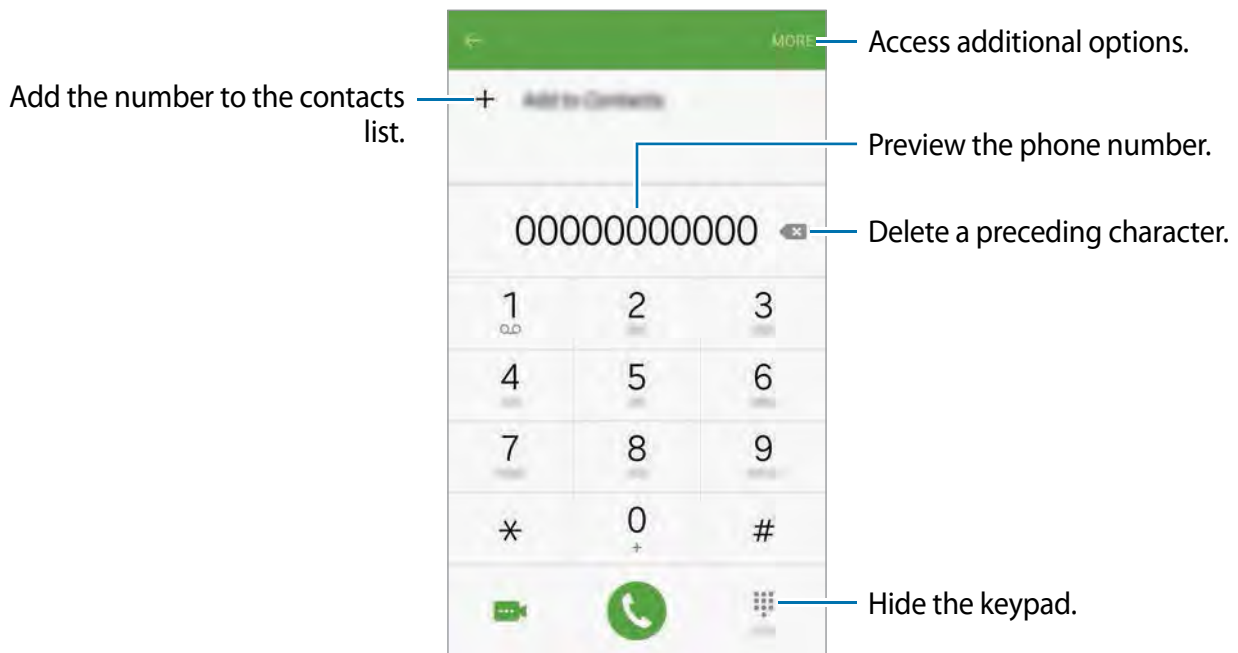 MORE
Access additional options.
Add the number to the contacts
list.
Add to Contacts
Preview the phone number.
00000000000
Delete a preceding character.
1 2 3
4 5 6
7 8 9
* 0 #
+
Hide the keypad.